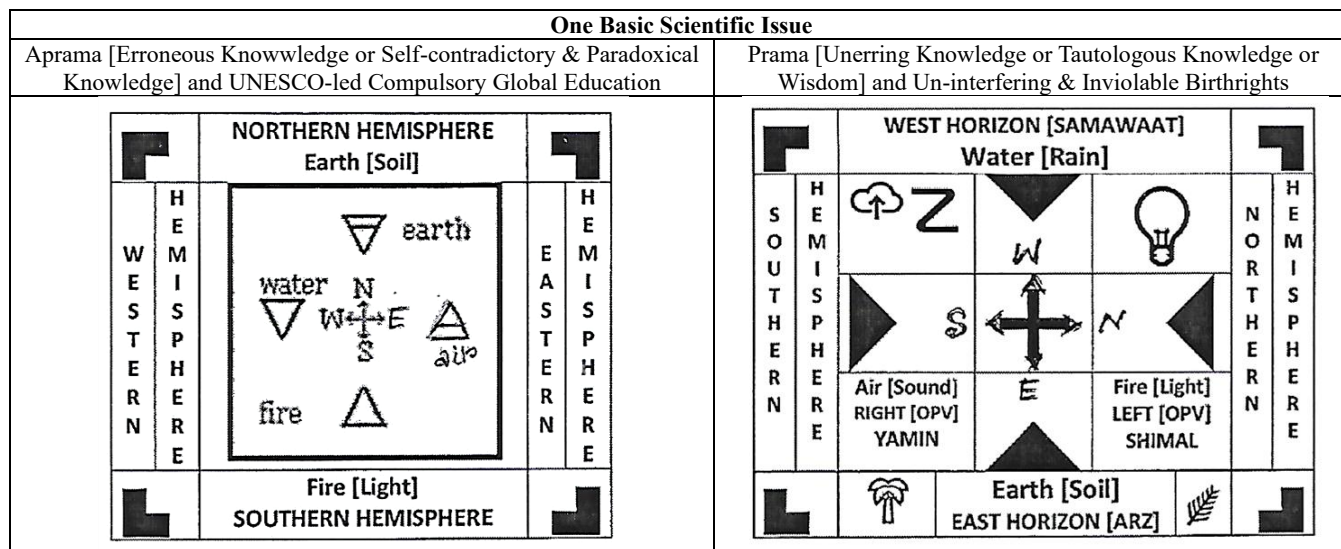 One Basic Scientific Issue
Aprama [Erroneous Knowwledge or Self-contradictory & Paradoxical
Knowledge] and UNESCO-led Compulsory Global Education
Prama [Unerring Knowledge or Tautologous Knowledge or
Wisdom] and Un-interfering & Inviolable Birthrights
NORTHERN HEMISPHERE
Earth [Soil]
WESTERN
HEMISPHERE
earth
water
N
W
E
S
air
fire
EASTERN
HEMISPHERE
Fire [Light]
SOUTHERN HEMISPHERE
WEST HORIZON [SAMAWAAT]
Water [Rain]
SOUTHERN
HEMISPHERE
Z
W
S
N
E
Air [Sound]
RIGHT [OPV]
YAMIN
Fire [Light]
LEFT [OPV]
SHIMAL
NORTHERN
HEMISPHERE
Earth [Soil]
EAST HORIZON [ARZ]